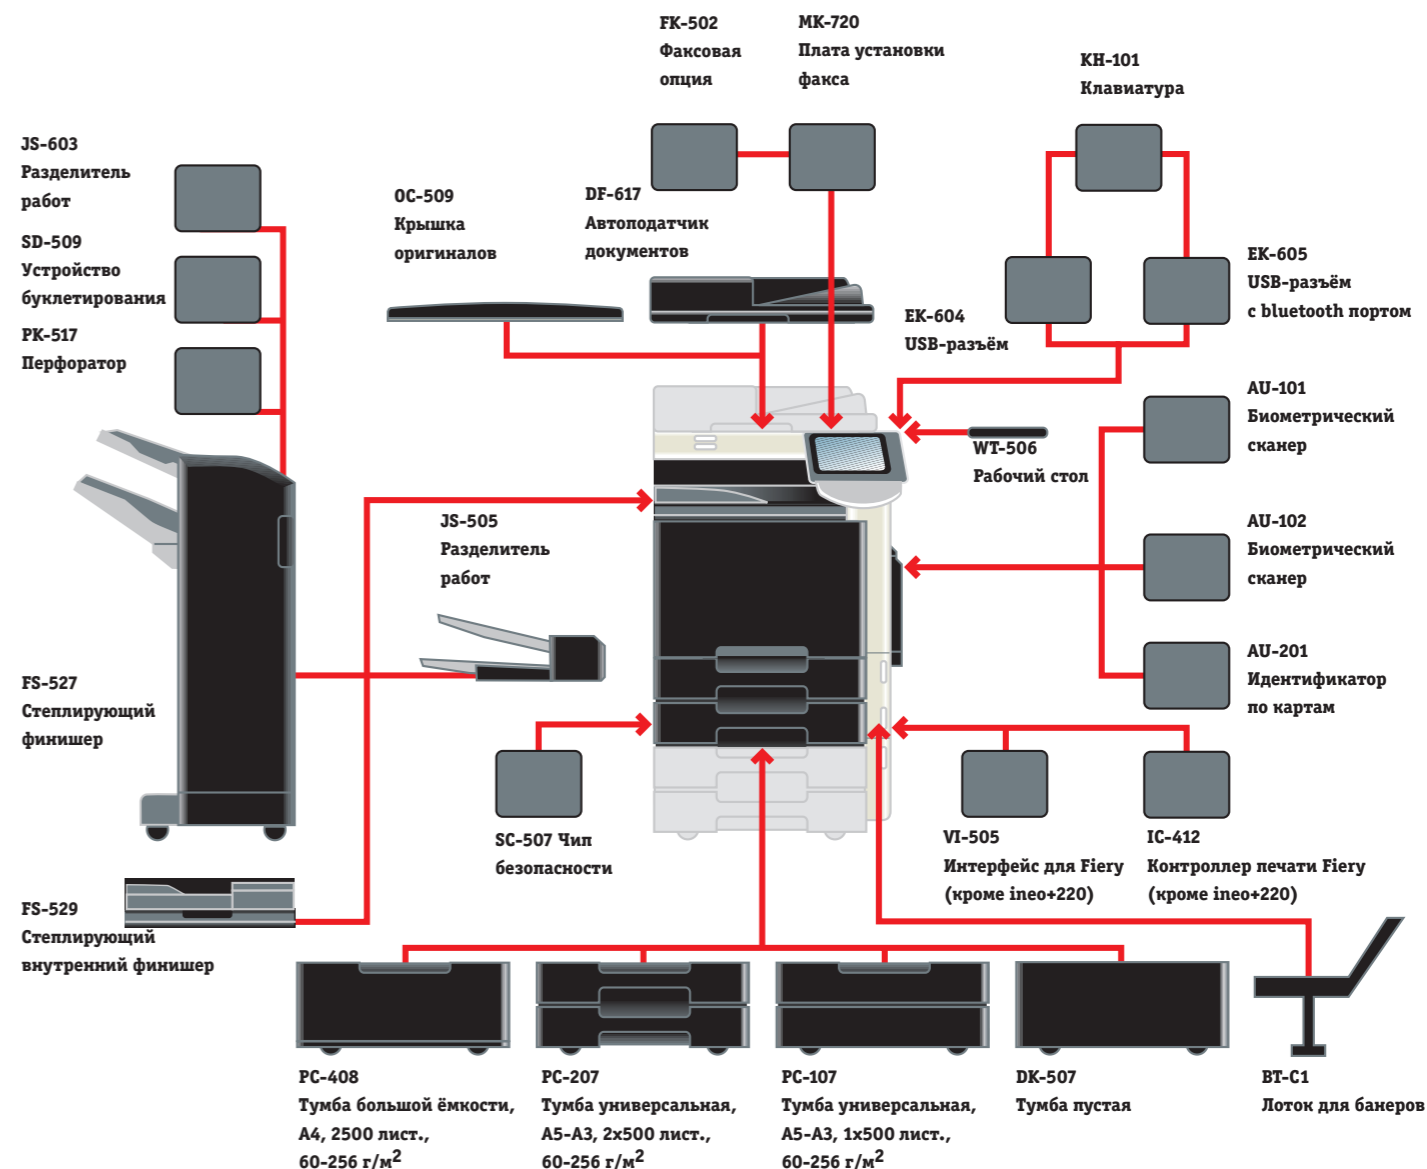 FK-502
Факсовая
опция
MK-720
Плата установки
факса
KH-101
Клавиатура
JS-603
Разделитель
работ
SD-509
Устройство
буклетирования
PK-517
Перфоратор
OC-509
Крышка
оригиналов
DF-617
Автоподатчик
документов
EK-604
USB-разъём
EK-605
USB-разъём
с bluetooth портом
AU-101
Биометрический
сканер
WT-506
Рабочий стол
JS-505
Разделитель
работ
AU-102
Биометрический
сканер
AU-201
Идентификатор
по картам
FS-527
Степлирующий
финишер
SC-507 Чип
безопасности
VI-505
Интерфейс для Fiery
(кроме ineo+220)
IC-412
Контроллер печати Fiery
(кроме ineo+220)
FS-529
Степлирующий
внутренний финишер
PC-408
Тумба большой ёмкости,
A4, 2500 лист.,
60-256 г/м²
PC-207
Тумба универсальная,
A5-A3, 2x500 лист.,
60-256 г/м²
PC-107
Тумба универсальная,
A5-A3, 1x500 лист.,
60-256 г/м²
DK-507
Тумба пустая
BT-C1
Лоток для банеров